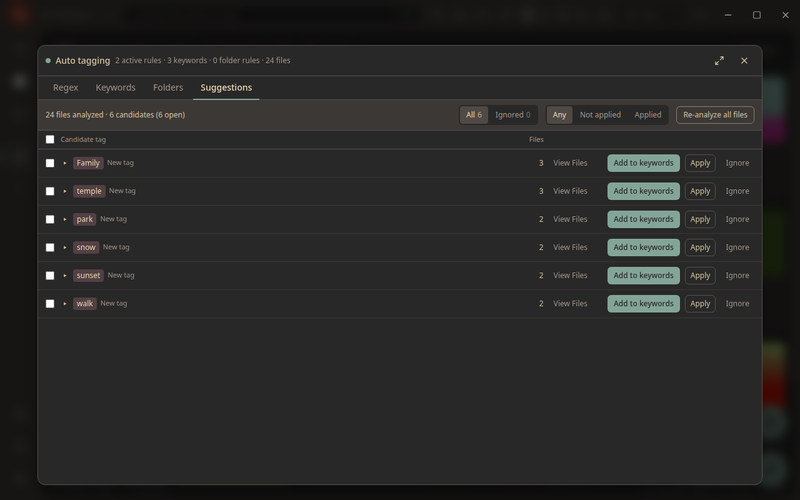 Auto tagging 2 active rules · 3 keywords · 0 folder rules · 24 files
Regex Keywords Folders Suggestions
24 files analyzed · 6 candidates (6 open) All 6 Ignored 0 Any Not applied Applied Re-analyze all files
Candidate tag Files
Family New tag 3 View Files Add to keywords Apply Ignore
temple New tag 3 View Files Add to keywords Apply Ignore
park New tag 2 View Files Add to keywords Apply Ignore
snow New tag 2 View Files Add to keywords Apply Ignore
sunset New tag 2 View Files Add to keywords Apply Ignore
walk New tag 2 View Files Add to keywords Apply Ignore